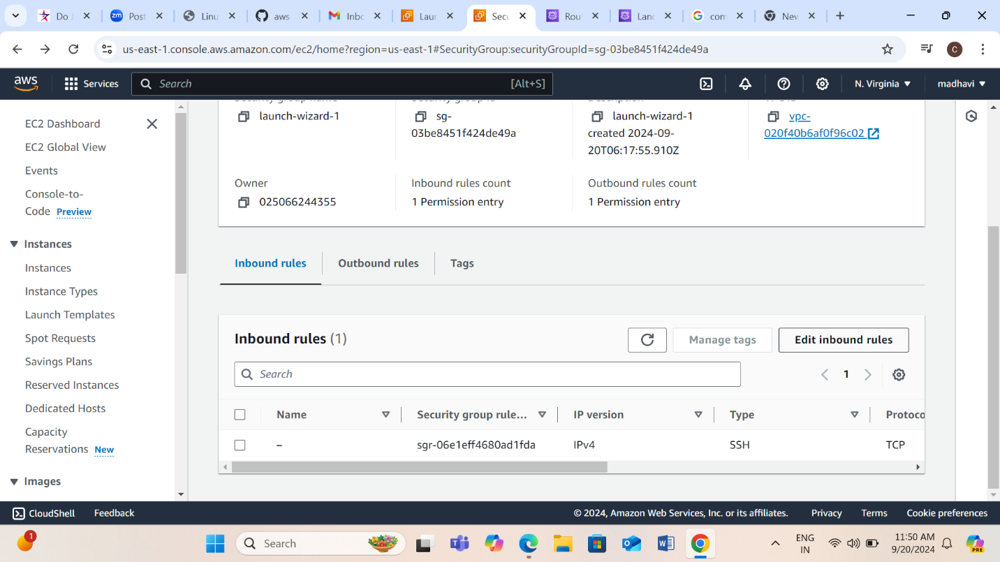 Do J
Post
Linu
aws-
Inbo
Laur
Secu
Rout
Lanc
com
New
us-east-1.console.aws.amazon.com/ec2/home?region=us-east-1#SecurityGroup:securityGroupId=sg-03be8451f424de49a
C
aws
Services
Search
[Alt+S]
N. Virginia
madhavi
EC2 Dashboard
EC2 Global View
Events
Console-to-
Code Preview
Instances
Instances
Instance Types
Launch Templates
Spot Requests
Savings Plans
Reserved Instances
Dedicated Hosts
Capacity
Reservations New
Images
launch-wizard-1
sg-
03be8451f424de49a
launch-wizard-1
created 2024-09-
20T06:17:55.910Z
vpc-
020f40b6af0f96c02
Owner
025066244355
Inbound rules count
1 Permission entry
Outbound rules count
1 Permission entry
Inbound rules
Outbound rules
Tags
Inbound rules (1)
Manage tags
Edit inbound rules
Search
1
Name
Security group rule...
IP version
Type
Protoco
–
sgr-06e1eff4680ad1fda
IPv4
SSH
TCP
CloudShell
Feedback
© 2024, Amazon Web Services, Inc. or its affiliates.
Privacy
Terms
Cookie preferences
1
Search
ENG
IN
11:50 AM
9/20/2024
PRE